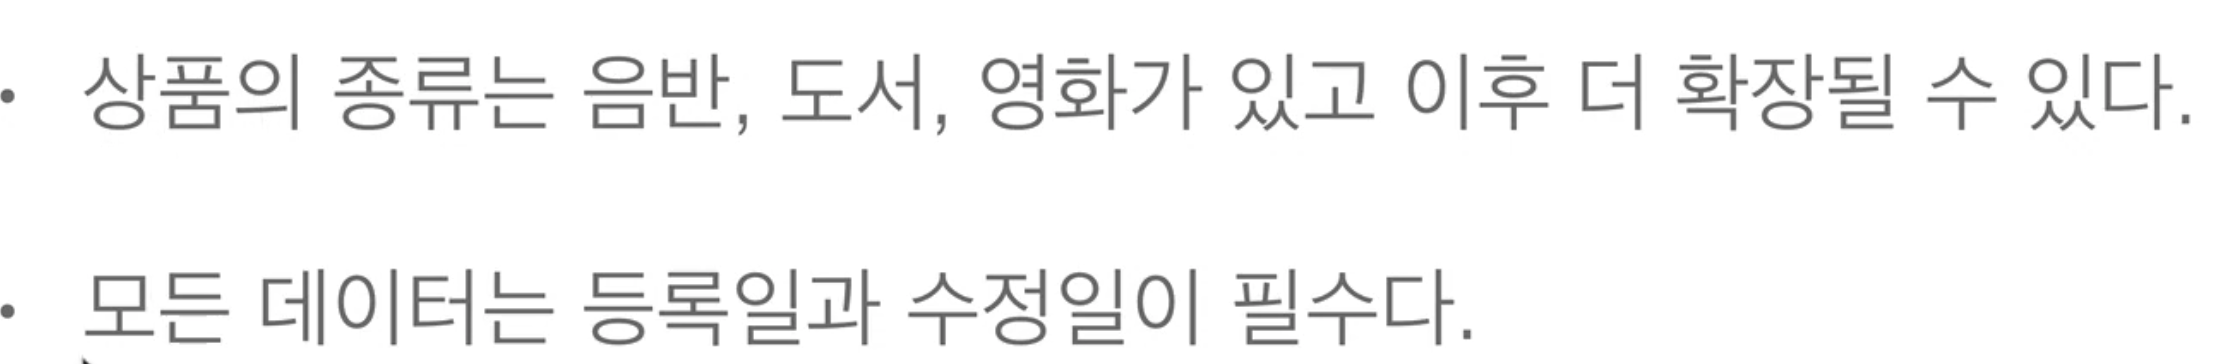 • 상품의 종류는 음반, 도서, 영화가 있고 이후 더 확장될 수 있다.
• 모든 데이터는 등록일과 수정일이 필수다.